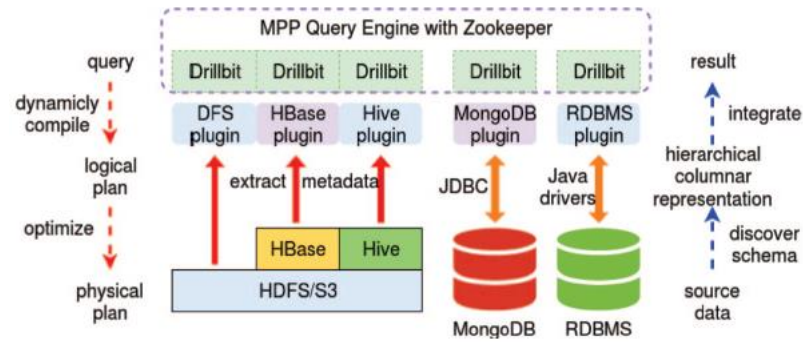 MPP Query Engine with Zookeeper
query
Drillbit Drillbit Drillbit Drillbit Drillbit
result
dynamicly
compile
DFS
plugin
HBase
plugin
Hive
plugin
MongoDB
plugin
RDBMS
plugin
integrate
logical
plan
extract metadata
JDBC
Java
drivers
hierarchical
columnar
representation
optimize
HBase Hive
discover
schema
physical
plan
HDFS/S3
source
data
MongoDB RDBMS